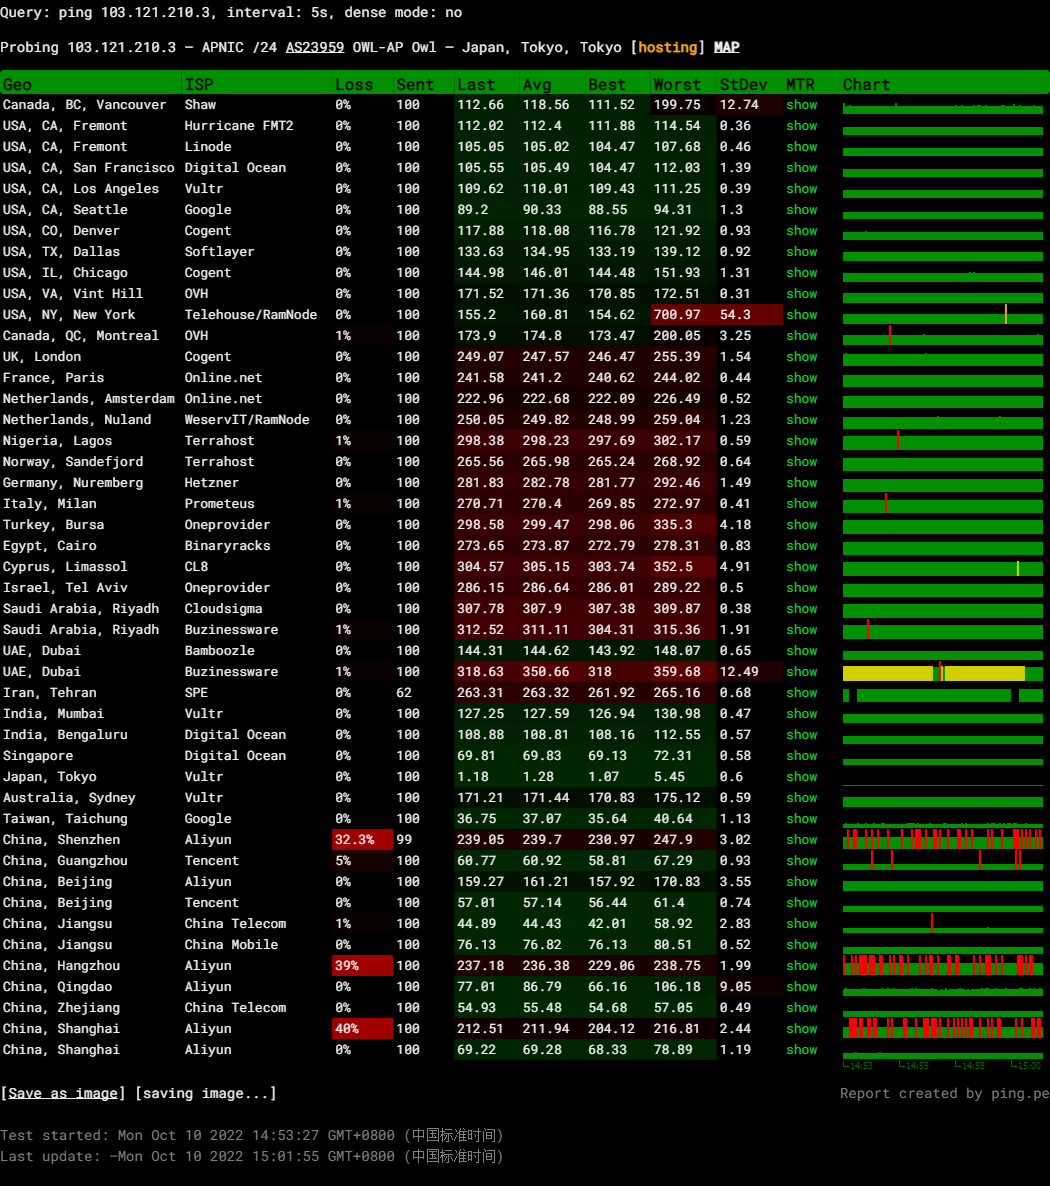 Query: ping 103.121.210.3, interval: 5s, dense mode: no
Probing 103.121.210.3 — APNIC /24 AS23959 OWL-AP Owl — Japan, Tokyo, Tokyo [hosting] MAP
Geo ISP Loss Sent Last Avg Best Worst StDev MTR Chart
Canada, BC, Vancouver Shaw 0% 100 112.66 118.56 111.52 199.75 12.74 show
USA, CA, Fremont Hurricane FMT2 0% 100 112.02 112.4 111.88 114.54 0.36 show
USA, CA, Fremont Linode 0% 100 105.05 105.02 104.47 107.68 0.46 show
USA, CA, San Francisco Digital Ocean 0% 100 105.55 105.49 104.47 112.03 1.39 show
USA, CA, Los Angeles Vultr 0% 100 109.62 110.01 109.43 111.25 0.39 show
USA, CA, Seattle Google 0% 100 89.2 90.33 88.55 94.31 1.3 show
USA, CO, Denver Cogent 0% 100 117.88 118.08 116.78 121.92 0.93 show
USA, TX, Dallas Softlayer 0% 100 133.63 134.95 133.19 139.12 0.92 show
USA, IL, Chicago Cogent 0% 100 144.98 146.01 144.48 151.93 1.31 show
USA, VA, Vint Hill OVH 0% 100 171.52 171.36 170.85 172.51 0.31 show
USA, NY, New York Telehouse/RamNode 0% 100 155.2 160.81 154.62 700.97 54.3 show
Canada, QC, Montreal OVH 1% 100 173.9 174.8 173.47 200.05 3.25 show
UK, London Cogent 0% 100 249.07 247.57 246.47 255.39 1.54 show
France, Paris Online.net 0% 100 241.58 241.2 240.62 244.02 0.44 show
Netherlands, Amsterdam Online.net 0% 100 222.96 222.68 222.09 226.49 0.52 show
Netherlands, Nuland WeservIT/RamNode 0% 100 250.05 249.82 248.99 259.04 1.23 show
Nigeria, Lagos Terrahost 1% 100 298.38 298.23 297.69 302.17 0.59 show
Norway, Sandefjord Terrahost 0% 100 265.56 265.98 265.24 268.92 0.64 show
Germany, Nuremberg Hetzner 0% 100 281.83 282.78 281.77 292.46 1.49 show
Italy, Milan Prometeus 1% 100 270.71 270.4 269.85 272.97 0.41 show
Turkey, Bursa Oneprovider 0% 100 298.58 299.47 298.06 335.3 4.18 show
Egypt, Cairo Binaryracks 0% 100 273.65 273.87 272.79 278.31 0.83 show
Cyprus, Limassol CL8 0% 100 304.57 305.15 303.74 352.5 4.91 show
Israel, Tel Aviv Oneprovider 0% 100 286.15 286.64 286.01 289.22 0.5 show
Saudi Arabia, Riyadh Cloudsigma 0% 100 307.78 307.9 307.38 309.87 0.38 show
Saudi Arabia, Riyadh Buzinessware 1% 100 312.52 311.11 304.31 315.36 1.91 show
UAE, Dubai Bamboozle 0% 100 144.31 144.62 143.92 148.07 0.65 show
UAE, Dubai Buzinessware 1% 100 318.63 350.66 318 359.68 12.49 show
Iran, Tehran SPE 0% 62 263.31 263.32 261.92 265.16 0.68 show
India, Mumbai Vultr 0% 100 127.25 127.59 126.94 130.98 0.47 show
India, Bengaluru Digital Ocean 0% 100 108.88 108.81 108.16 112.55 0.57 show
Singapore Digital Ocean 0% 100 69.81 69.83 69.13 72.31 0.58 show
Japan, Tokyo Vultr 0% 100 1.18 1.28 1.07 5.45 0.6 show
Australia, Sydney Vultr 0% 100 171.21 171.44 170.83 175.12 0.59 show
Taiwan, Taichung Google 0% 100 36.75 37.07 35.64 40.64 1.13 show
China, Shenzhen Aliyun 32.3% 99 239.05 239.7 230.97 247.9 3.02 show
China, Guangzhou Tencent 5% 100 60.77 60.92 58.81 67.29 0.93 show
China, Beijing Aliyun 0% 100 159.27 161.21 157.92 170.83 3.55 show
China, Beijing Tencent 0% 100 57.01 57.14 56.44 61.4 0.74 show
China, Jiangsu China Telecom 1% 100 44.89 44.43 42.01 58.92 2.83 show
China, Jiangsu China Mobile 0% 100 76.13 76.82 76.13 80.51 0.52 show
China, Hangzhou Aliyun 39% 100 237.18 236.38 229.06 238.75 1.99 show
China, Qingdao Aliyun 0% 100 77.01 86.79 66.16 106.18 9.05 show
China, Zhejiang China Telecom 0% 100 54.93 55.48 54.68 57.05 0.49 show
China, Shanghai Aliyun 40% 100 212.51 211.94 204.12 216.81 2.44 show
China, Shanghai Aliyun 0% 100 69.22 69.28 68.33 78.89 1.19 show
14:53 14:55 14:58 15:00
[Save as image] [saving image...] Report created by ping.pe
Test started: Mon Oct 10 2022 14:53:27 GMT+0800 (中国标准时间)
Last update: —Mon Oct 10 2022 15:01:55 GMT+0800 (中国标准时间)